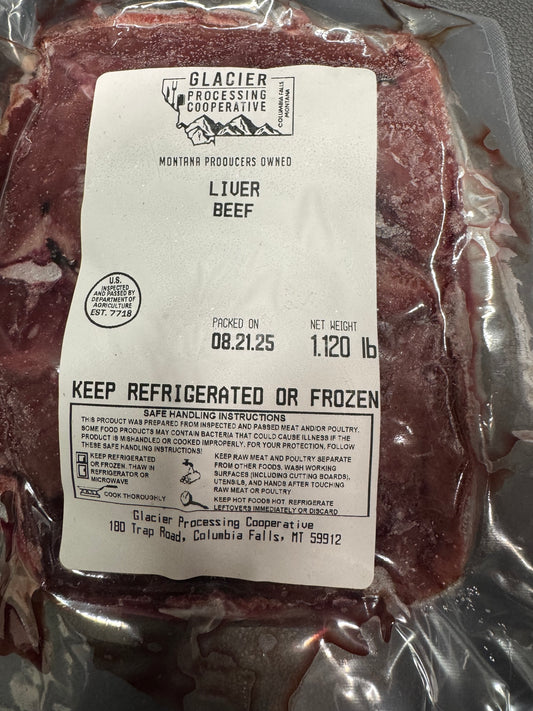 GLACIER
PROCESSING
COOPERATIVE
COLUMBIA FALLS
MONTANA
MONTANA PRODUCERS OWNED
LIVER
BEEF
U.S.
INSPECTED
AND PASSED BY
DEPARTMENT OF
AGRICULTURE
EST. 7718
PACKED ON
08.21.25
NET WEIGHT
1.120 lb
KEEP REFRIGERATED OR FROZEN
SAFE HANDLING INSTRUCTIONS
THIS PRODUCT WAS PREPARED FROM INSPECTED AND PASSED MEAT AND/OR POULTRY.
SOME FOOD PRODUCTS MAY CONTAIN BACTERIA THAT COULD CAUSE ILLNESS IF THE
PRODUCT IS MISHANDLED OR COOKED IMPROPERLY. FOR YOUR PROTECTION, FOLLOW
THESE SAFE HANDLING INSTRUCTIONS!
KEEP REFRIGERATED
OR FROZEN. THAW IN
REFRIGERATOR OR
MICROWAVE
COOK THOROUGHLY
KEEP RAW MEAT AND POULTRY SEPARATE
FROM OTHER FOODS. WASH WORKING
SURFACES (INCLUDING CUTTING BOARDS),
UTENSILS, AND HANDS AFTER TOUCHING
RAW MEAT OR POULTRY
KEEP HOT FOODS HOT. REFRIGERATE
LEFTOVERS IMMEDIATELY OR DISCARD
Glacier Processing Cooperative
180 Trap Road, Columbia Falls, MT 59912